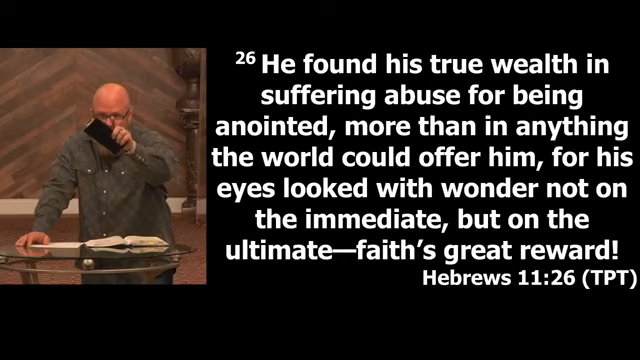 26 He found his true wealth in
suffering abuse for being
anointed, more than in anything
the world could offer him, for his
eyes looked with wonder not on
the immediate, but on the
ultimate—faith’s great reward!
Hebrews 11:26 (TPT)